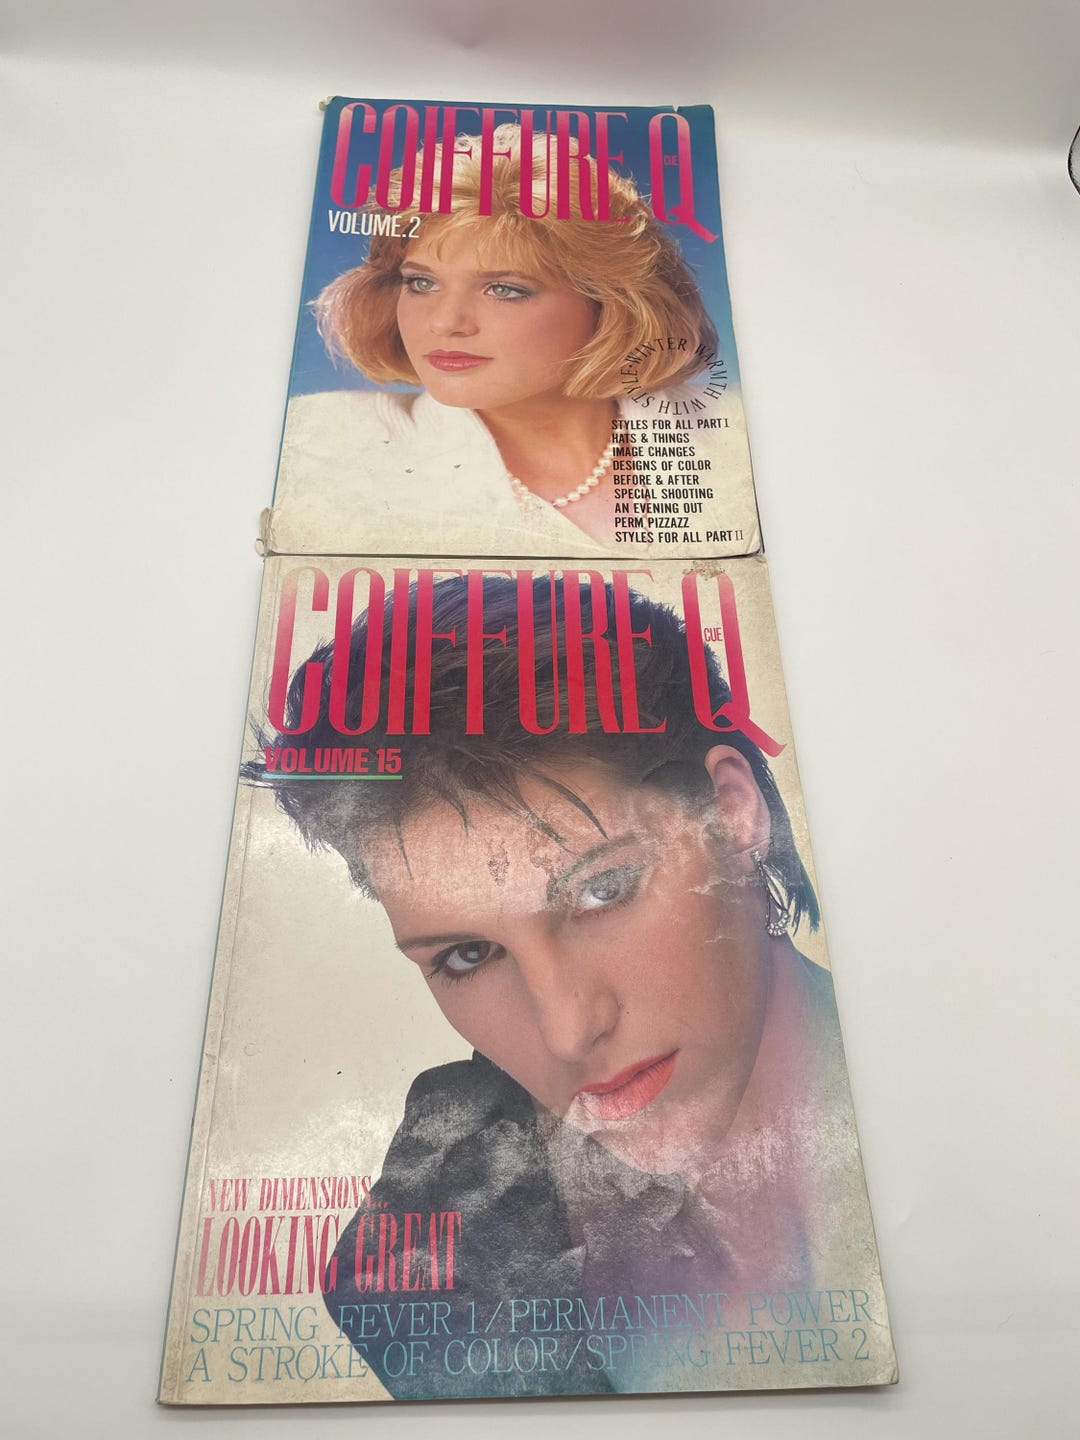 COIFFURE Q
CUE
VOLUME.2
WINTER WARMTH WITH STYLE•
STYLES FOR ALL PART I
HATS & THINGS
IMAGE CHANGES
DESIGNS OF COLOR
BEFORE & AFTER
SPECIAL SHOOTING
AN EVENING OUT
PERM PIZZAZZ
STYLES FOR ALL PART II
COIFFURE Q
CUE
VOLUME 15
NEW DIMENSIONS...
LOOKING GREAT
SPRING FEVER 1/PERMANENT POWER
A STROKE OF COLOR/SPRING FEVER 2